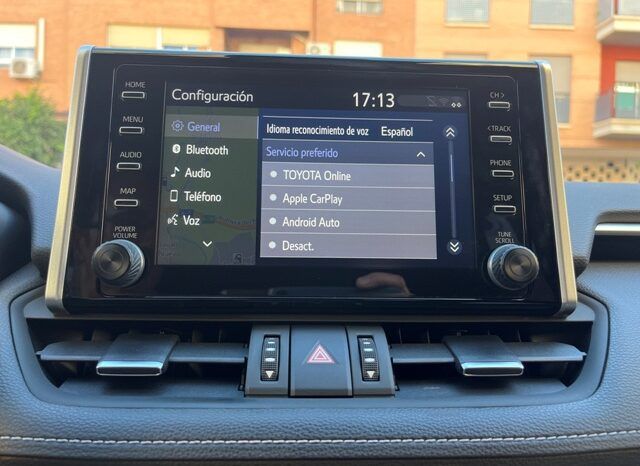 HOME
MENU
AUDIO
MAP
POWER
VOLUME
Configuración
17:13
General
Bluetooth
Audio
Teléfono
Voz
Idioma reconocimiento de voz Español
Servicio preferido
TOYOTA Online
Apple CarPlay
Android Auto
Desact.
CH >
< TRACK
PHONE
SETUP
TUNE
SCROLL